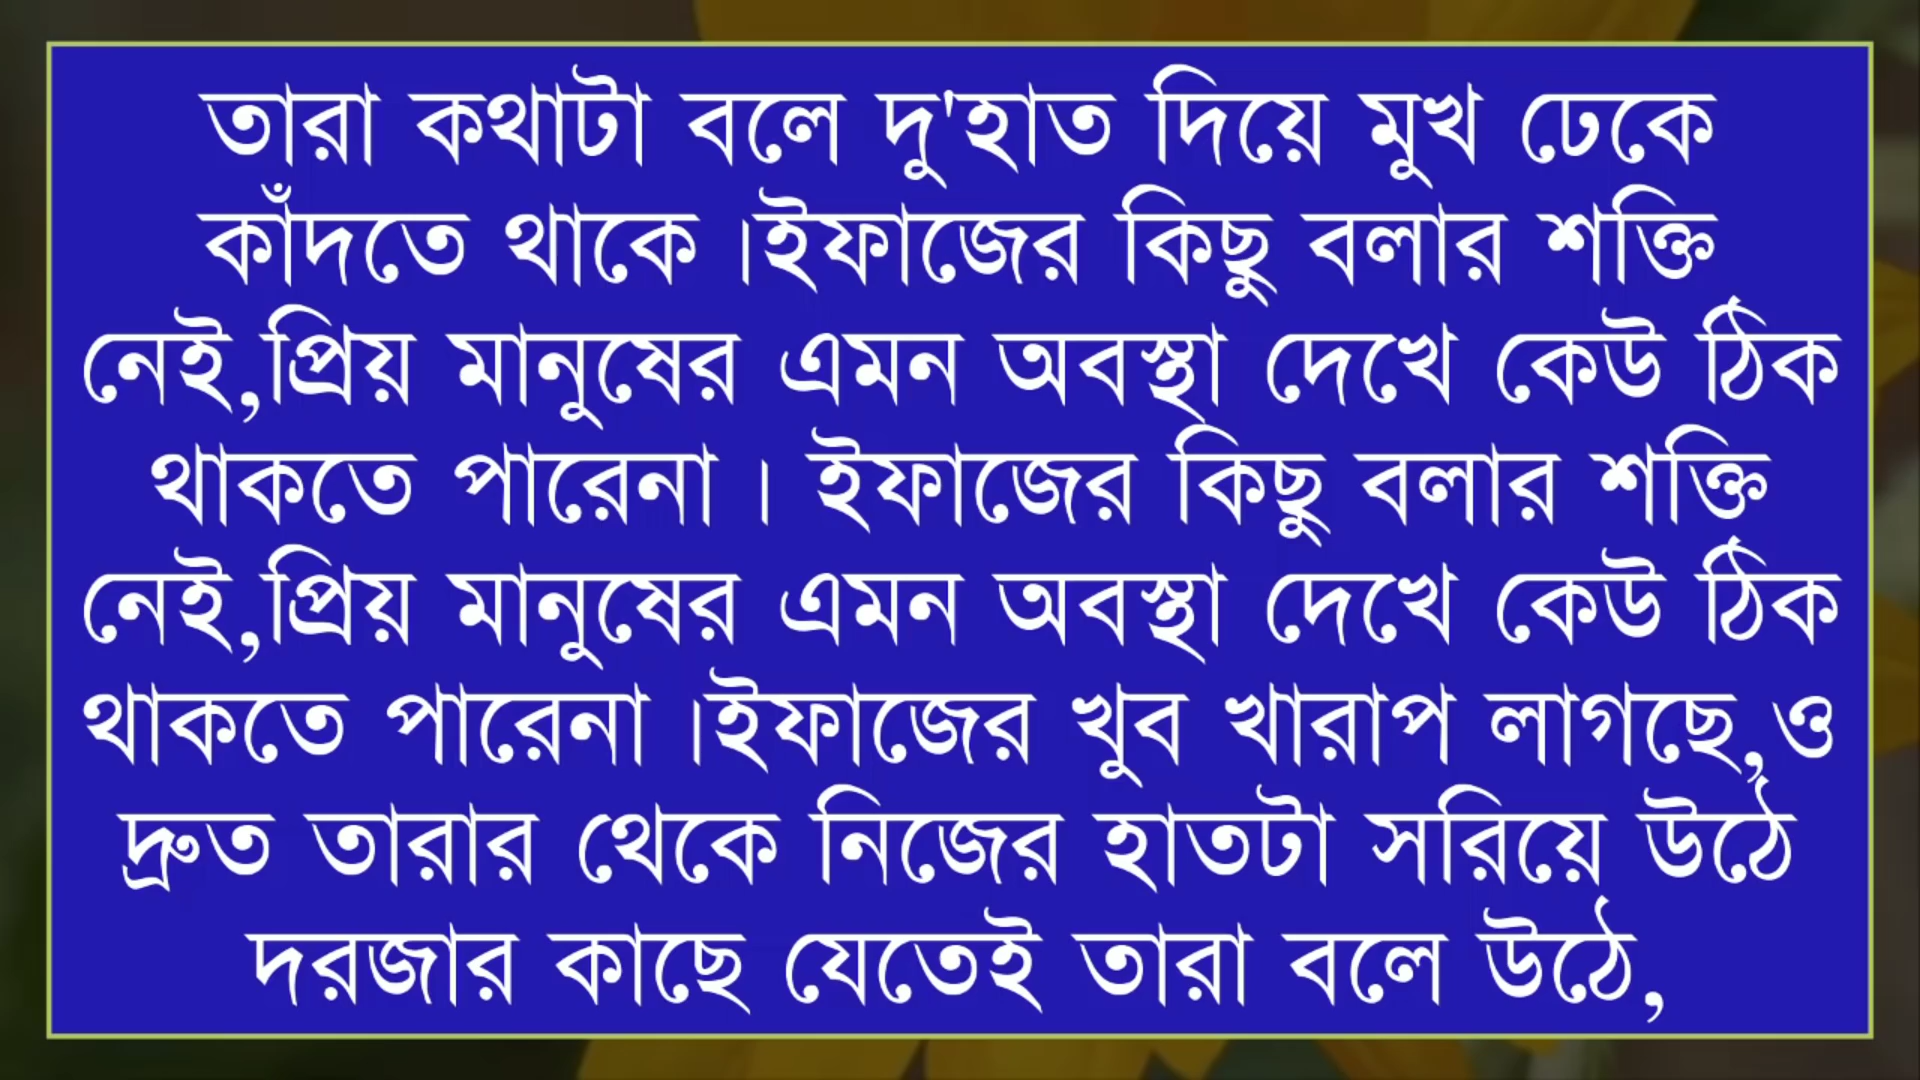 তারা কথাটা বলে দু'হাত দিয়ে মুখ ঢেকে
কাঁদতে থাকে ।ইফাজের কিছু বলার শক্তি
নেই,প্রিয় মানুষের এমন অবস্থা দেখে কেউ ঠিক
থাকতে পারেনা । ইফাজের কিছু বলার শক্তি
নেই,প্রিয় মানুষের এমন অবস্থা দেখে কেউ ঠিক
থাকতে পারেনা ।ইফাজের খুব খারাপ লাগছে,ও
দ্রুত তারার থেকে নিজের হাতটা সরিয়ে উঠে
দরজার কাছে যেতেই তারা বলে উঠে,